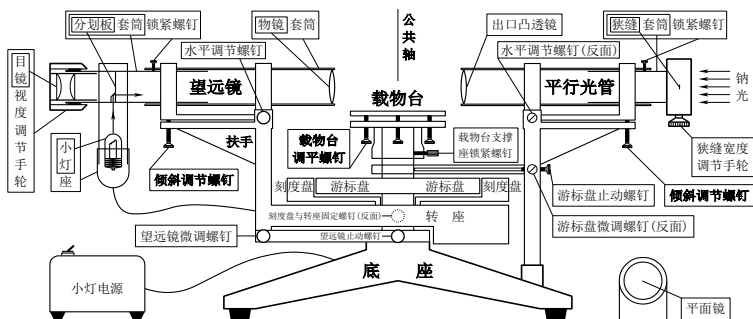 分划板套筒锁紧螺钉
物镜套筒
公共轴
出口凸透镜
狭缝套筒锁紧螺钉
目镜视度调节手轮
水平调节螺钉
水平调节螺钉(反面)
望远镜
载物台
平行光管
钠光
小灯座
扶手
载物台
调平螺钉
载物台支撑
座锁紧螺钉
狭缝宽度
调节手轮
倾斜调节螺钉
刻度盘
游标盘
游标盘
刻度盘
游标盘止动螺钉
倾斜调节螺钉
刻度盘与转座固定螺钉(反面)
转 座
游标盘微调螺钉(反面)
望远镜微调螺钉
望远镜止动螺钉
底 座
小灯电源
平面镜